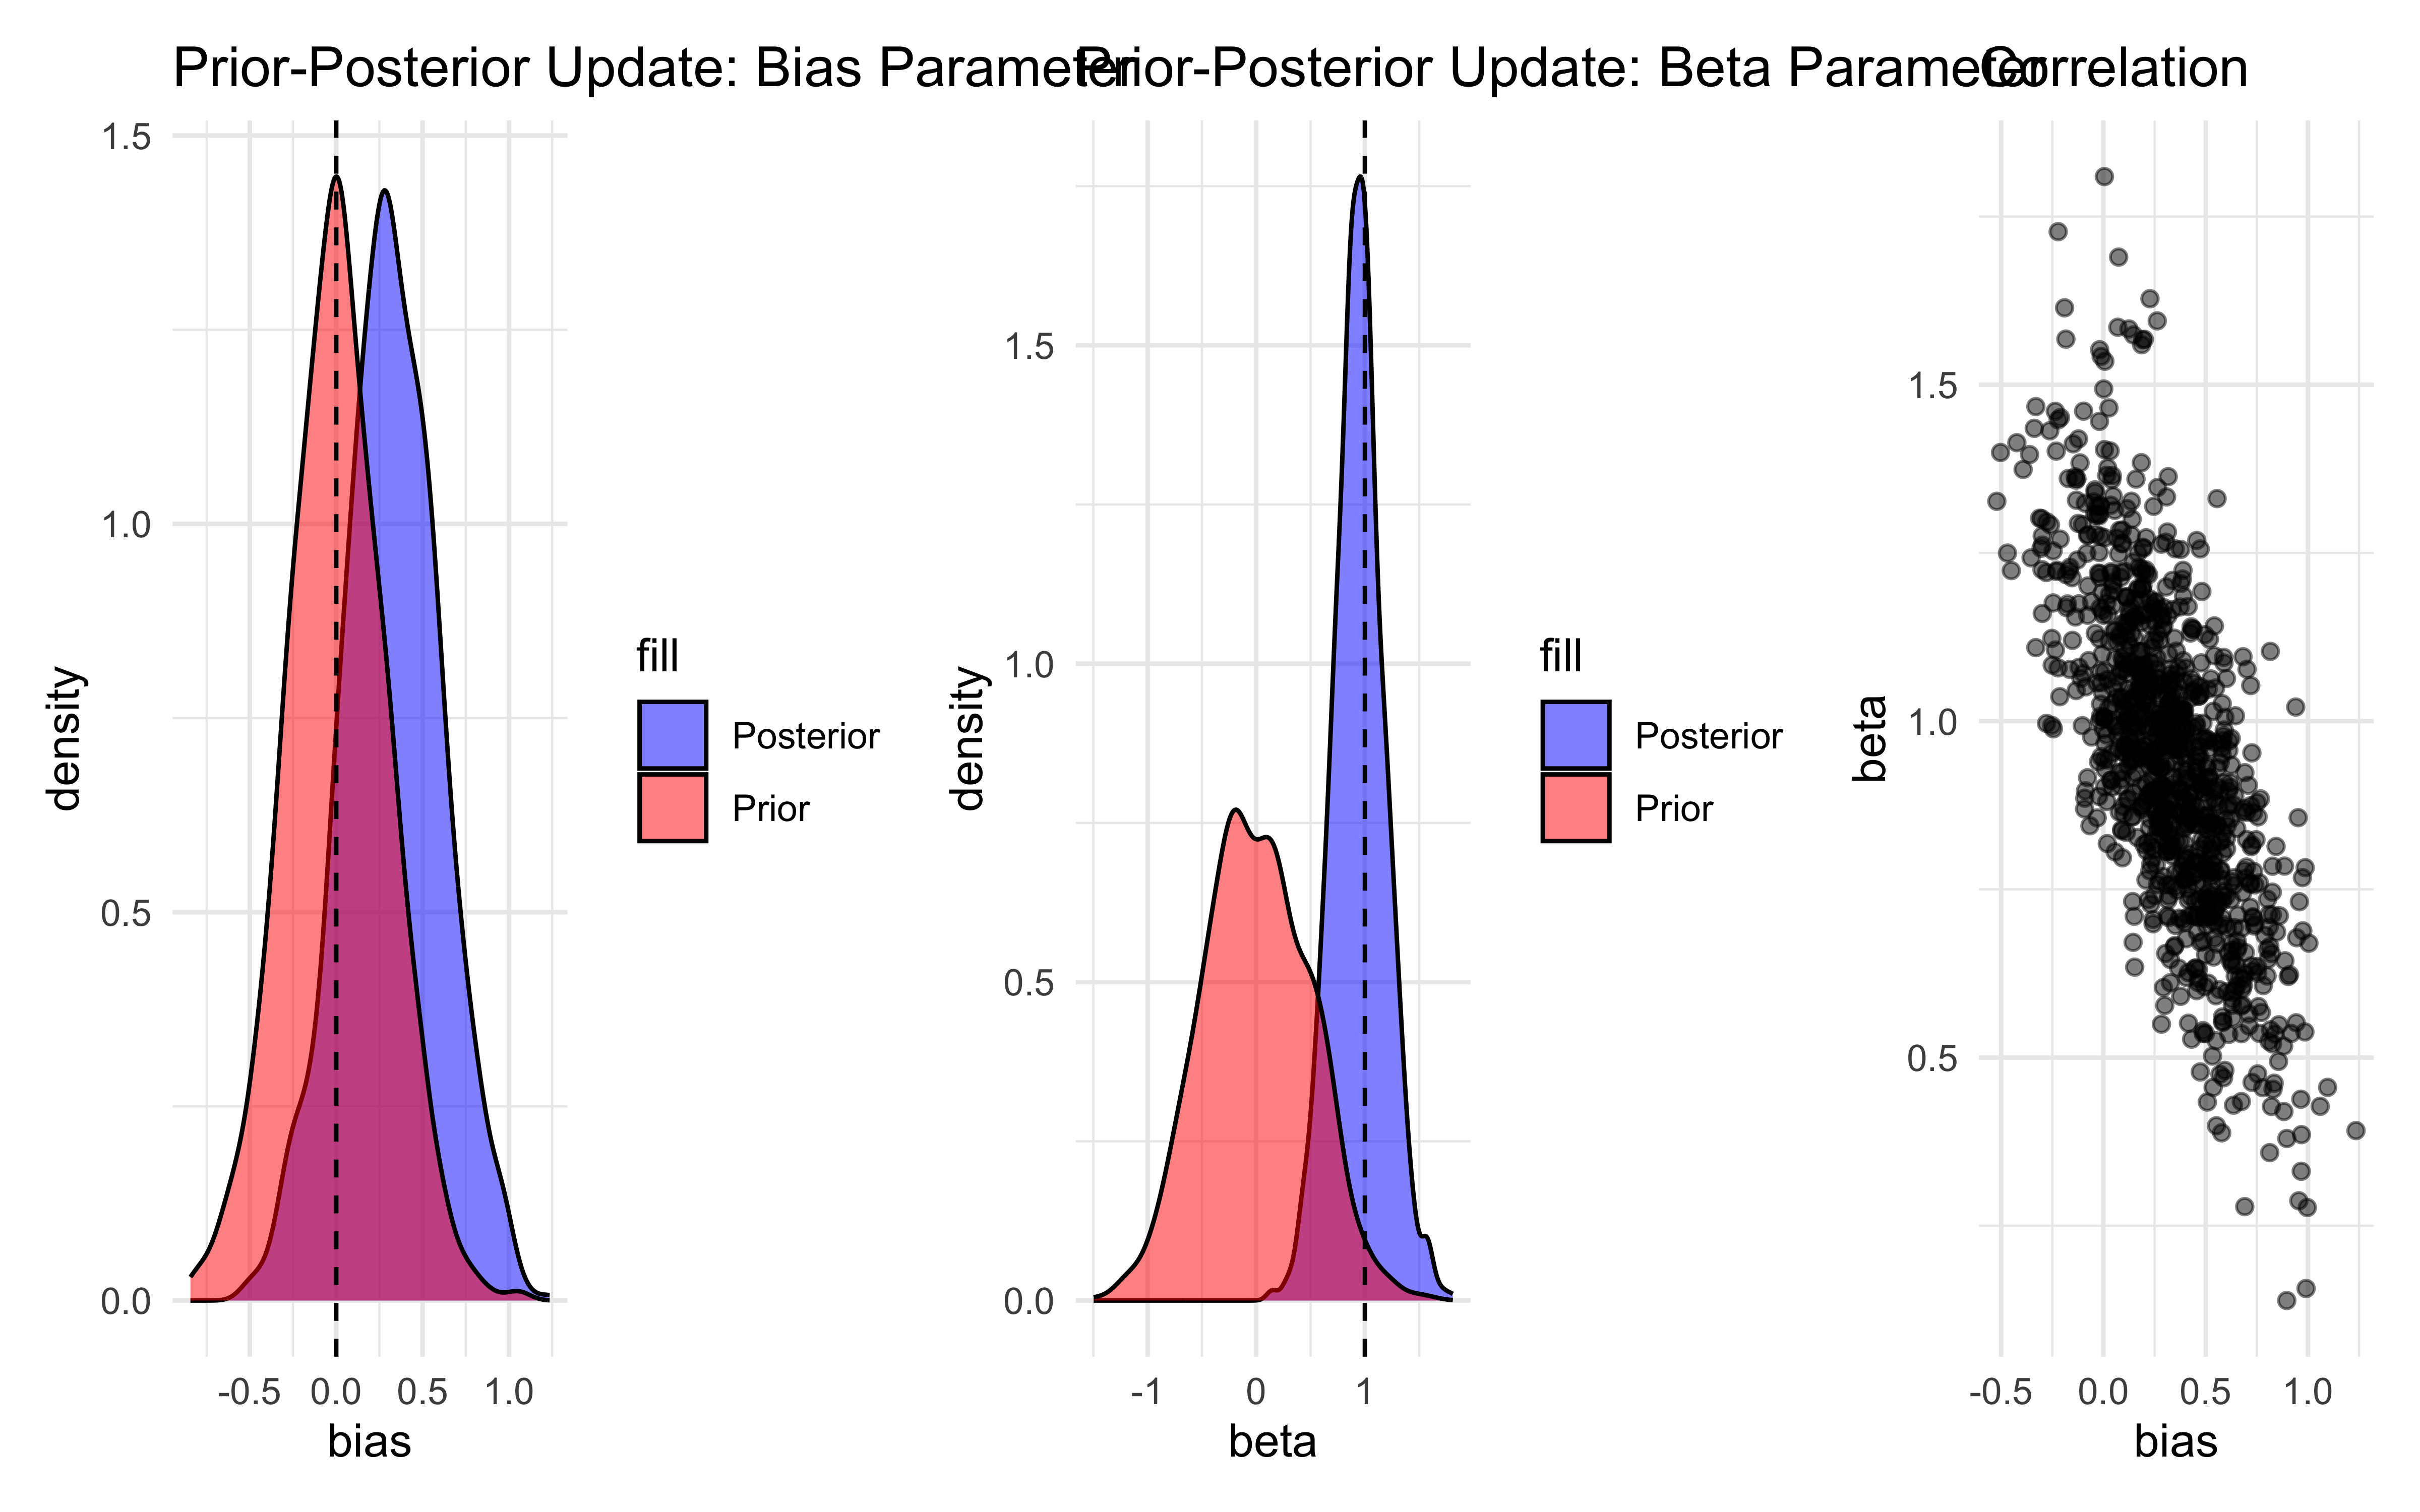 Prior-Posterior Update: Bias Parameter
Prior-Posterior Update: Beta Parameter
Correlation
density
1.5
1.0
0.5
0.0
-0.5 0.0 0.5 1.0
bias
fill
Posterior
Prior
density
1.5
1.0
0.5
0.0
-1 0 1
beta
fill
Posterior
Prior
beta
1.5
1.0
0.5
-0.5 0.0 0.5 1.0
bias